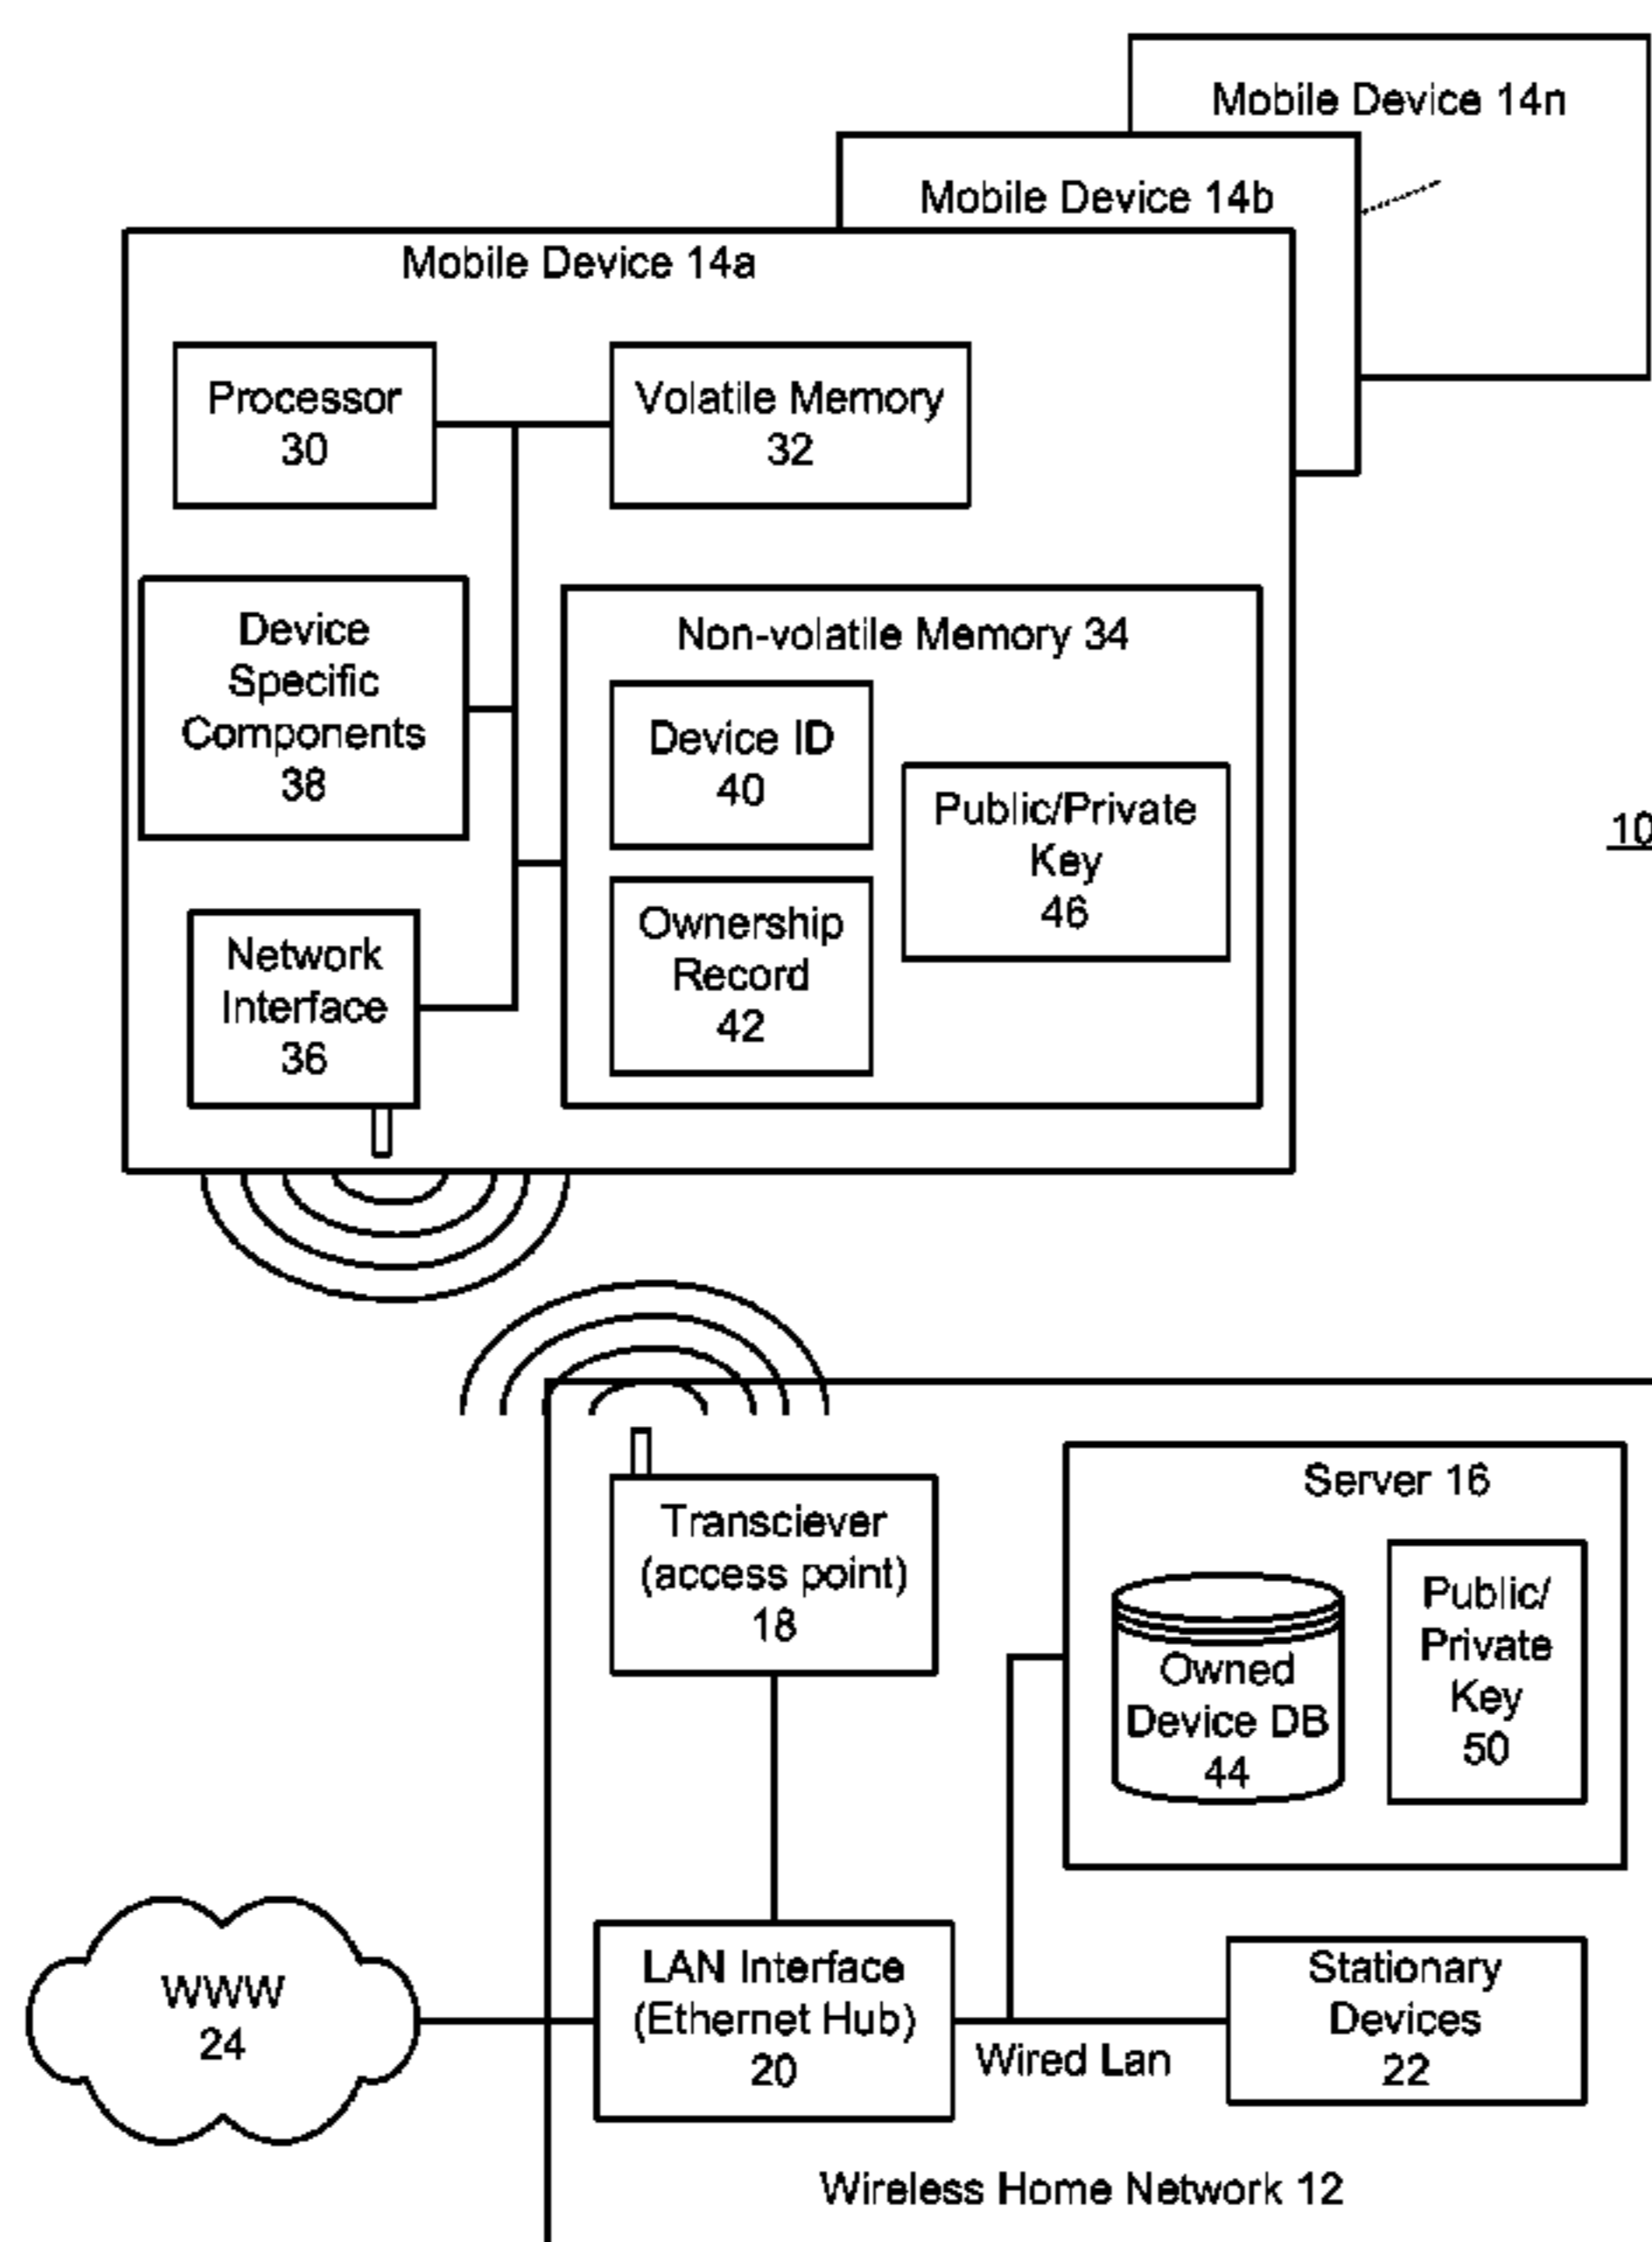 Mobile Device 14n
Mobile Device 14b
Mobile Device 14a
Processor
30
Volatile Memory
32
Device
Specific
Components
38
Non-volatile Memory 34
Device ID
40
Public/Private
Key
46
Ownership
Record
42
Network
Interface
36
10
Transciever
(access point)
18
Server 16
Owned
Device DB
44
Public/
Private
Key
50
WWW
24
LAN Interface
(Ethernet Hub)
20
Wired Lan
Stationary
Devices
22
Wireless Home Network 12